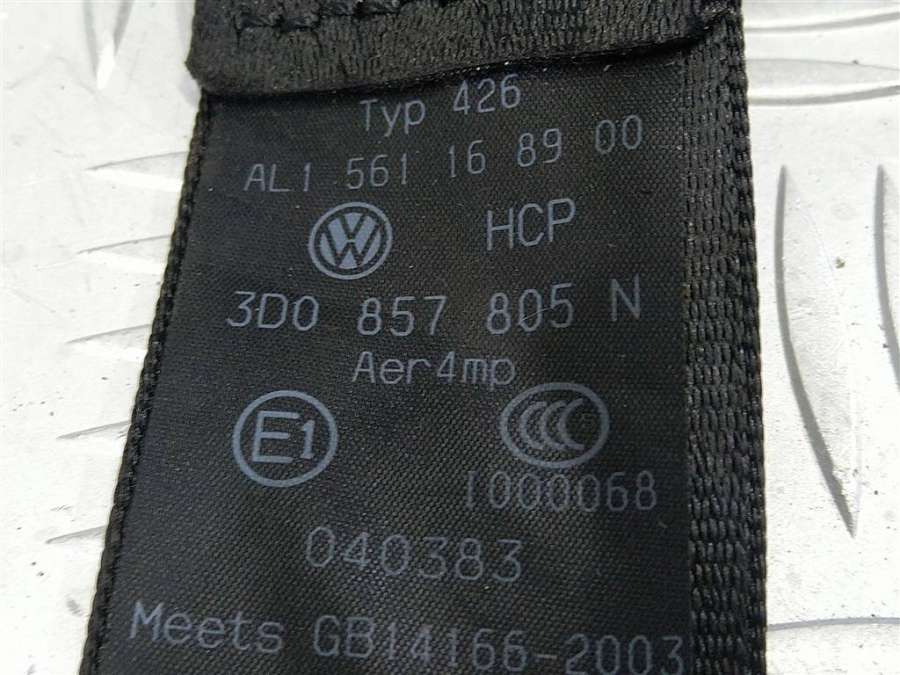 Typ 426
AL1 561 16 89 00
VW HCP
3D0 857 805 N
Aer4mp
E1 CCC
I000068
040383
Meets GB14166-2003